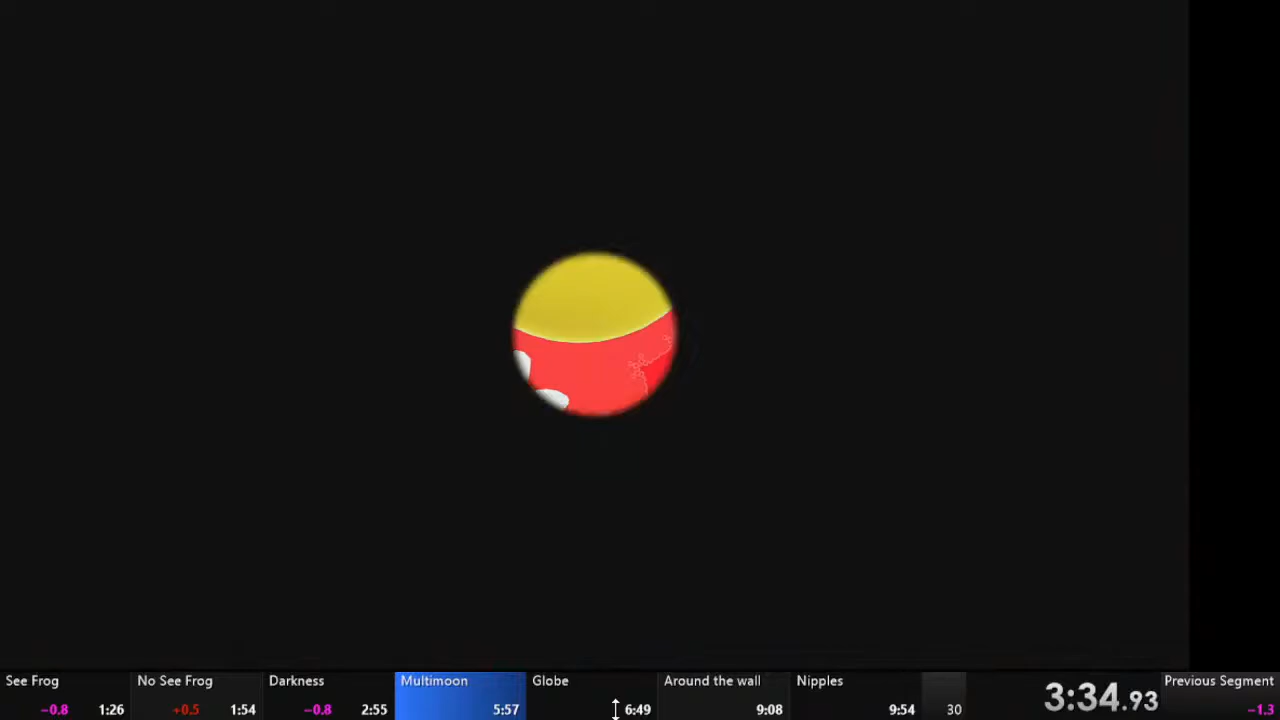 See Frog No See Frog Darkness Multimoon Globe Around the wall Nipples Previous Segment
−0.8 1:26 +0.5 1:54 −0.8 2:55 5:57 6:49 9:08 9:54 30 3:34.93 −1.3